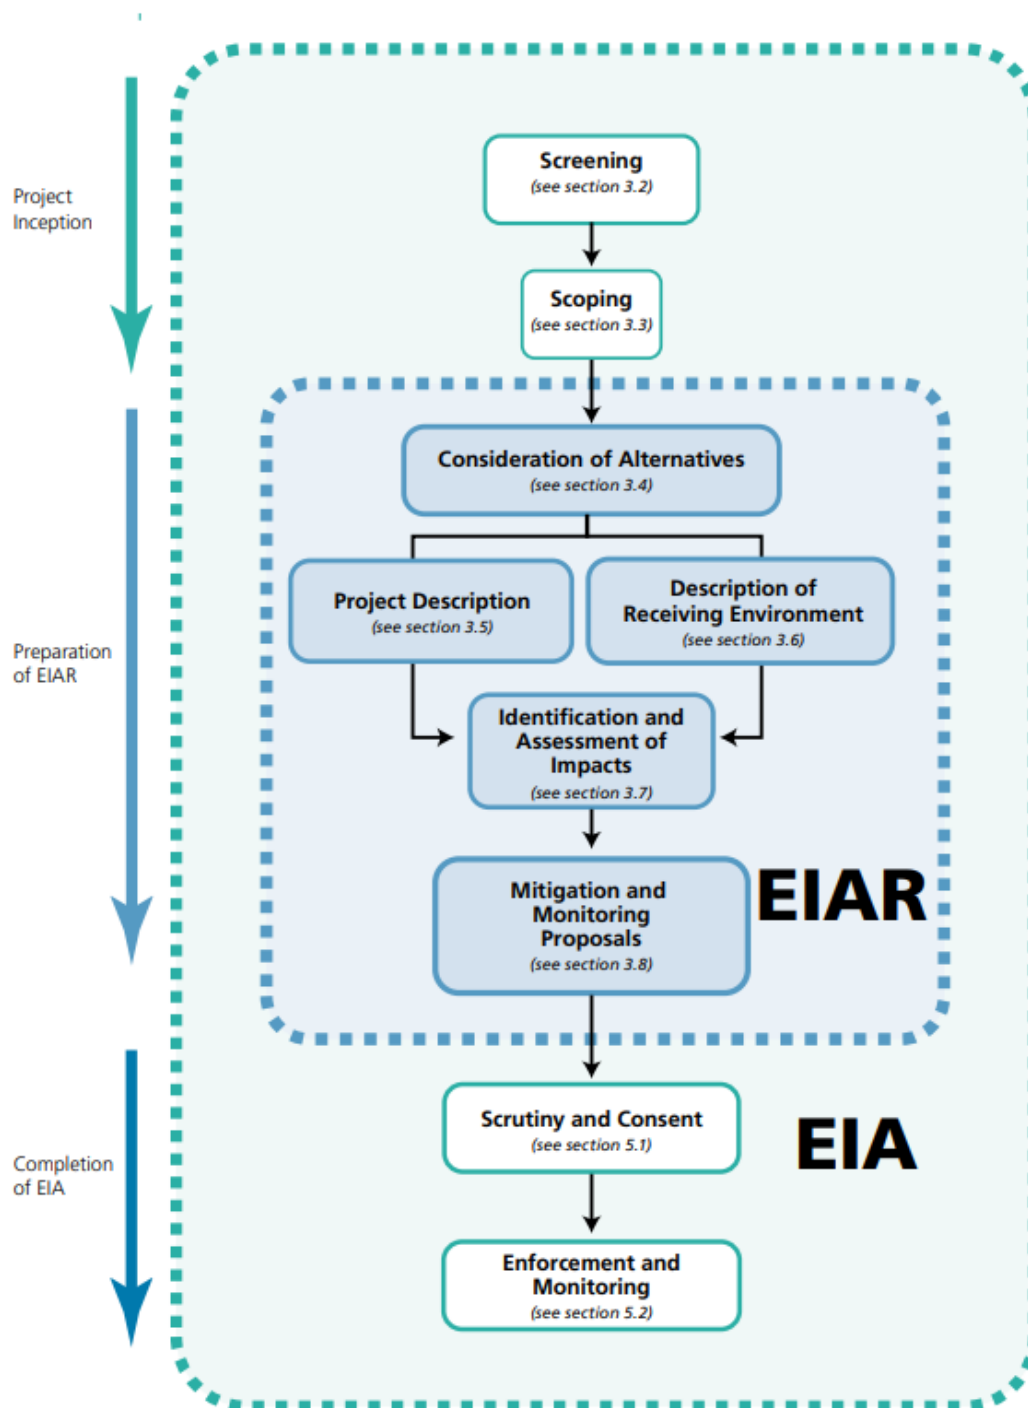 Screening
(see section 3.2)
Project
Inception
Scoping
(see section 3.3)
Consideration of Alternatives
(see section 3.4)
Project Description
(see section 3.5)
Description of
Receiving Environment
(see section 3.6)
Preparation
of EIAR
Identification and
Assessment of
Impacts
(see section 3.7)
Mitigation and
Monitoring
Proposals
(see section 3.8)
EIAR
Scrutiny and Consent
(see section 5.1)
EIA
Completion
of EIA
Enforcement and
Monitoring
(see section 5.2)